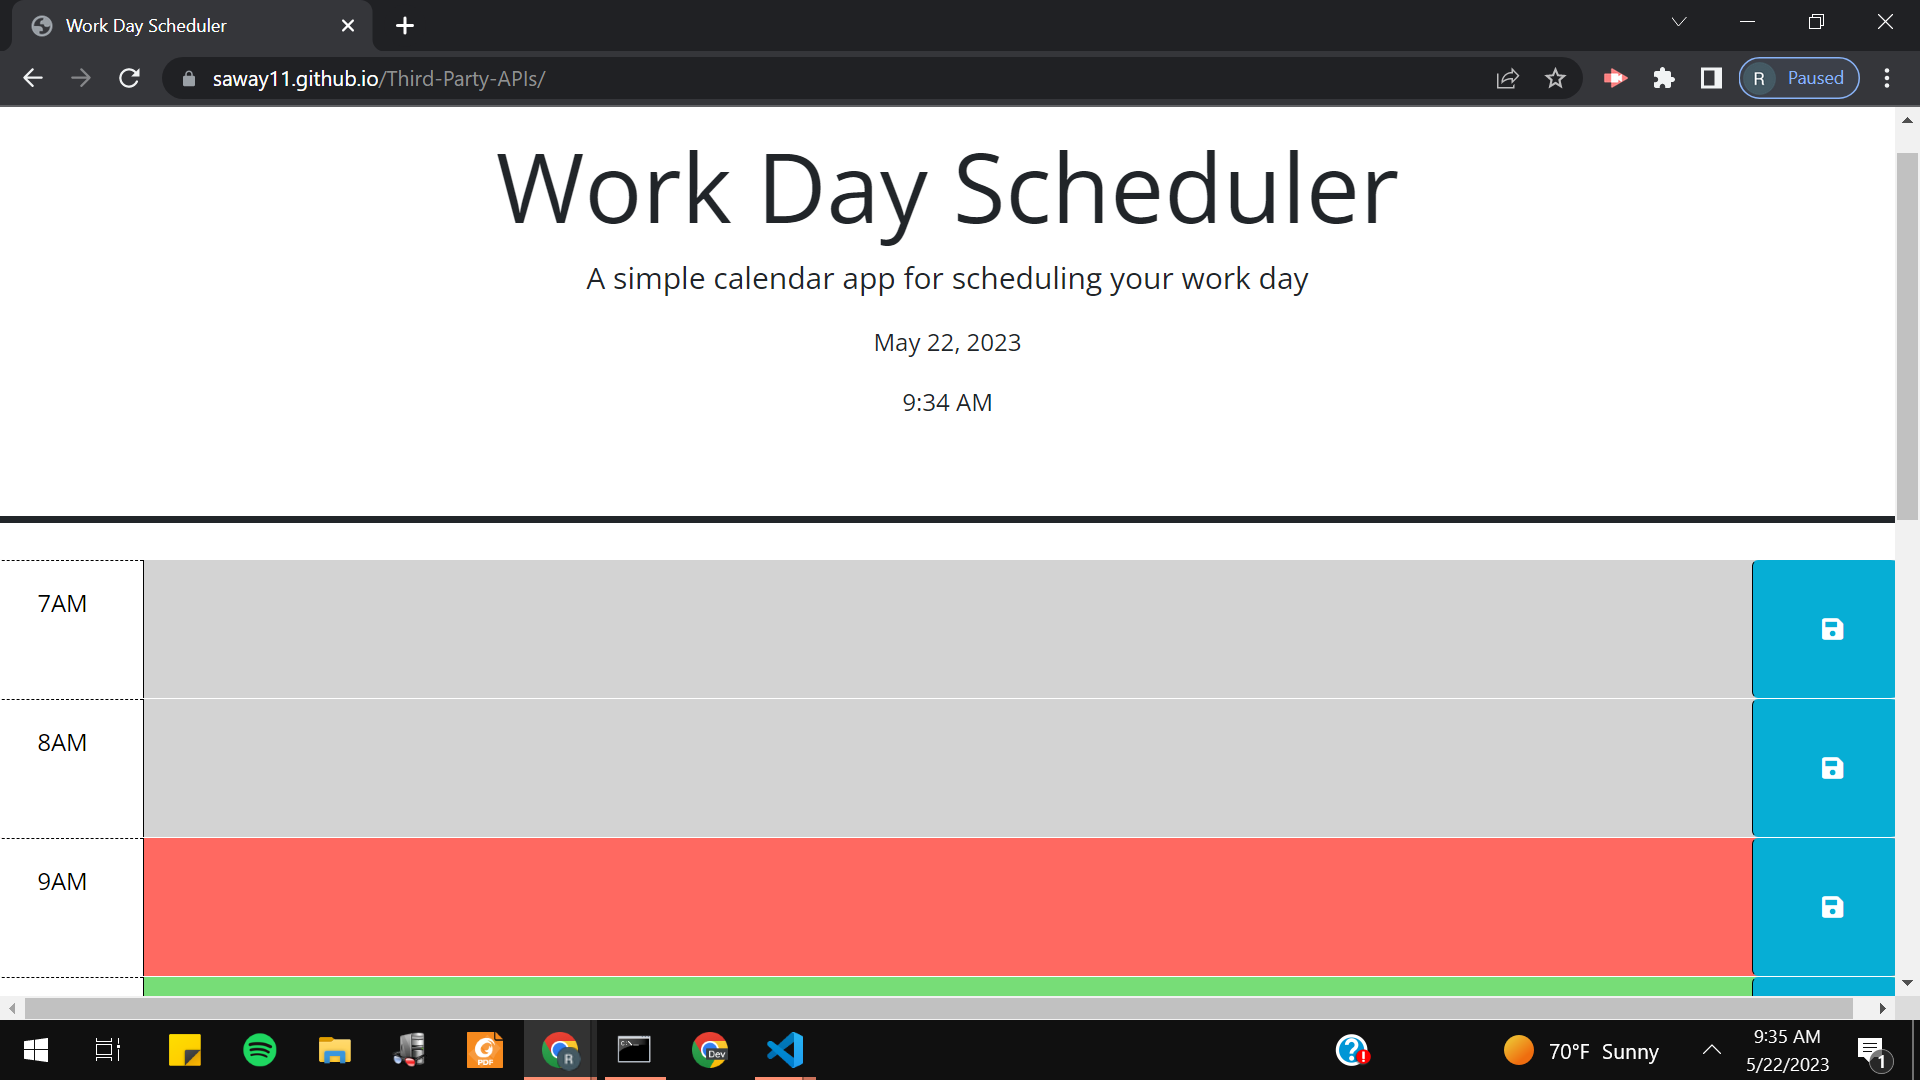 Work Day Scheduler
saway11.github.io/Third-Party-APIs/
R Paused
Work Day Scheduler
A simple calendar app for scheduling your work day
May 22, 2023
9:34 AM
7AM
8AM
9AM
PDF
R
C:\_
Dev
70°F Sunny
9:35 AM
5/22/2023
1